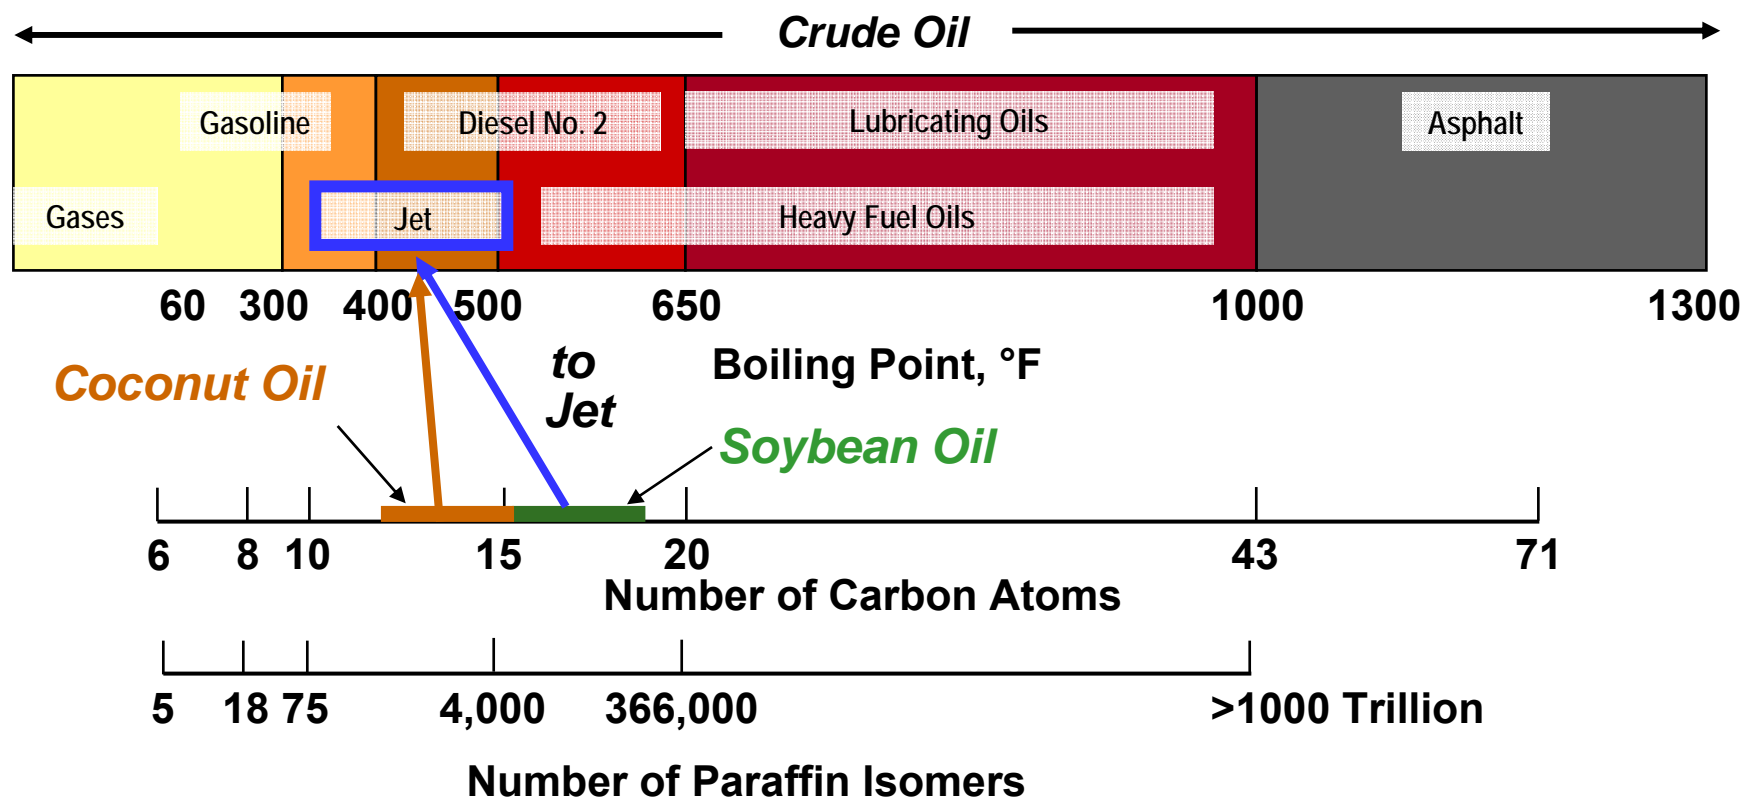 Crude Oil
Gasoline
Diesel No. 2
Lubricating Oils
Asphalt
Gases
Jet
Heavy Fuel Oils
60 300 400 500 650 1000 1300
Boiling Point, °F
Coconut Oil
to
Jet
Soybean Oil
6 8 10 15 20 43 71
Number of Carbon Atoms
5 18 75 4,000 366,000 >1000 Trillion
Number of Paraffin Isomers